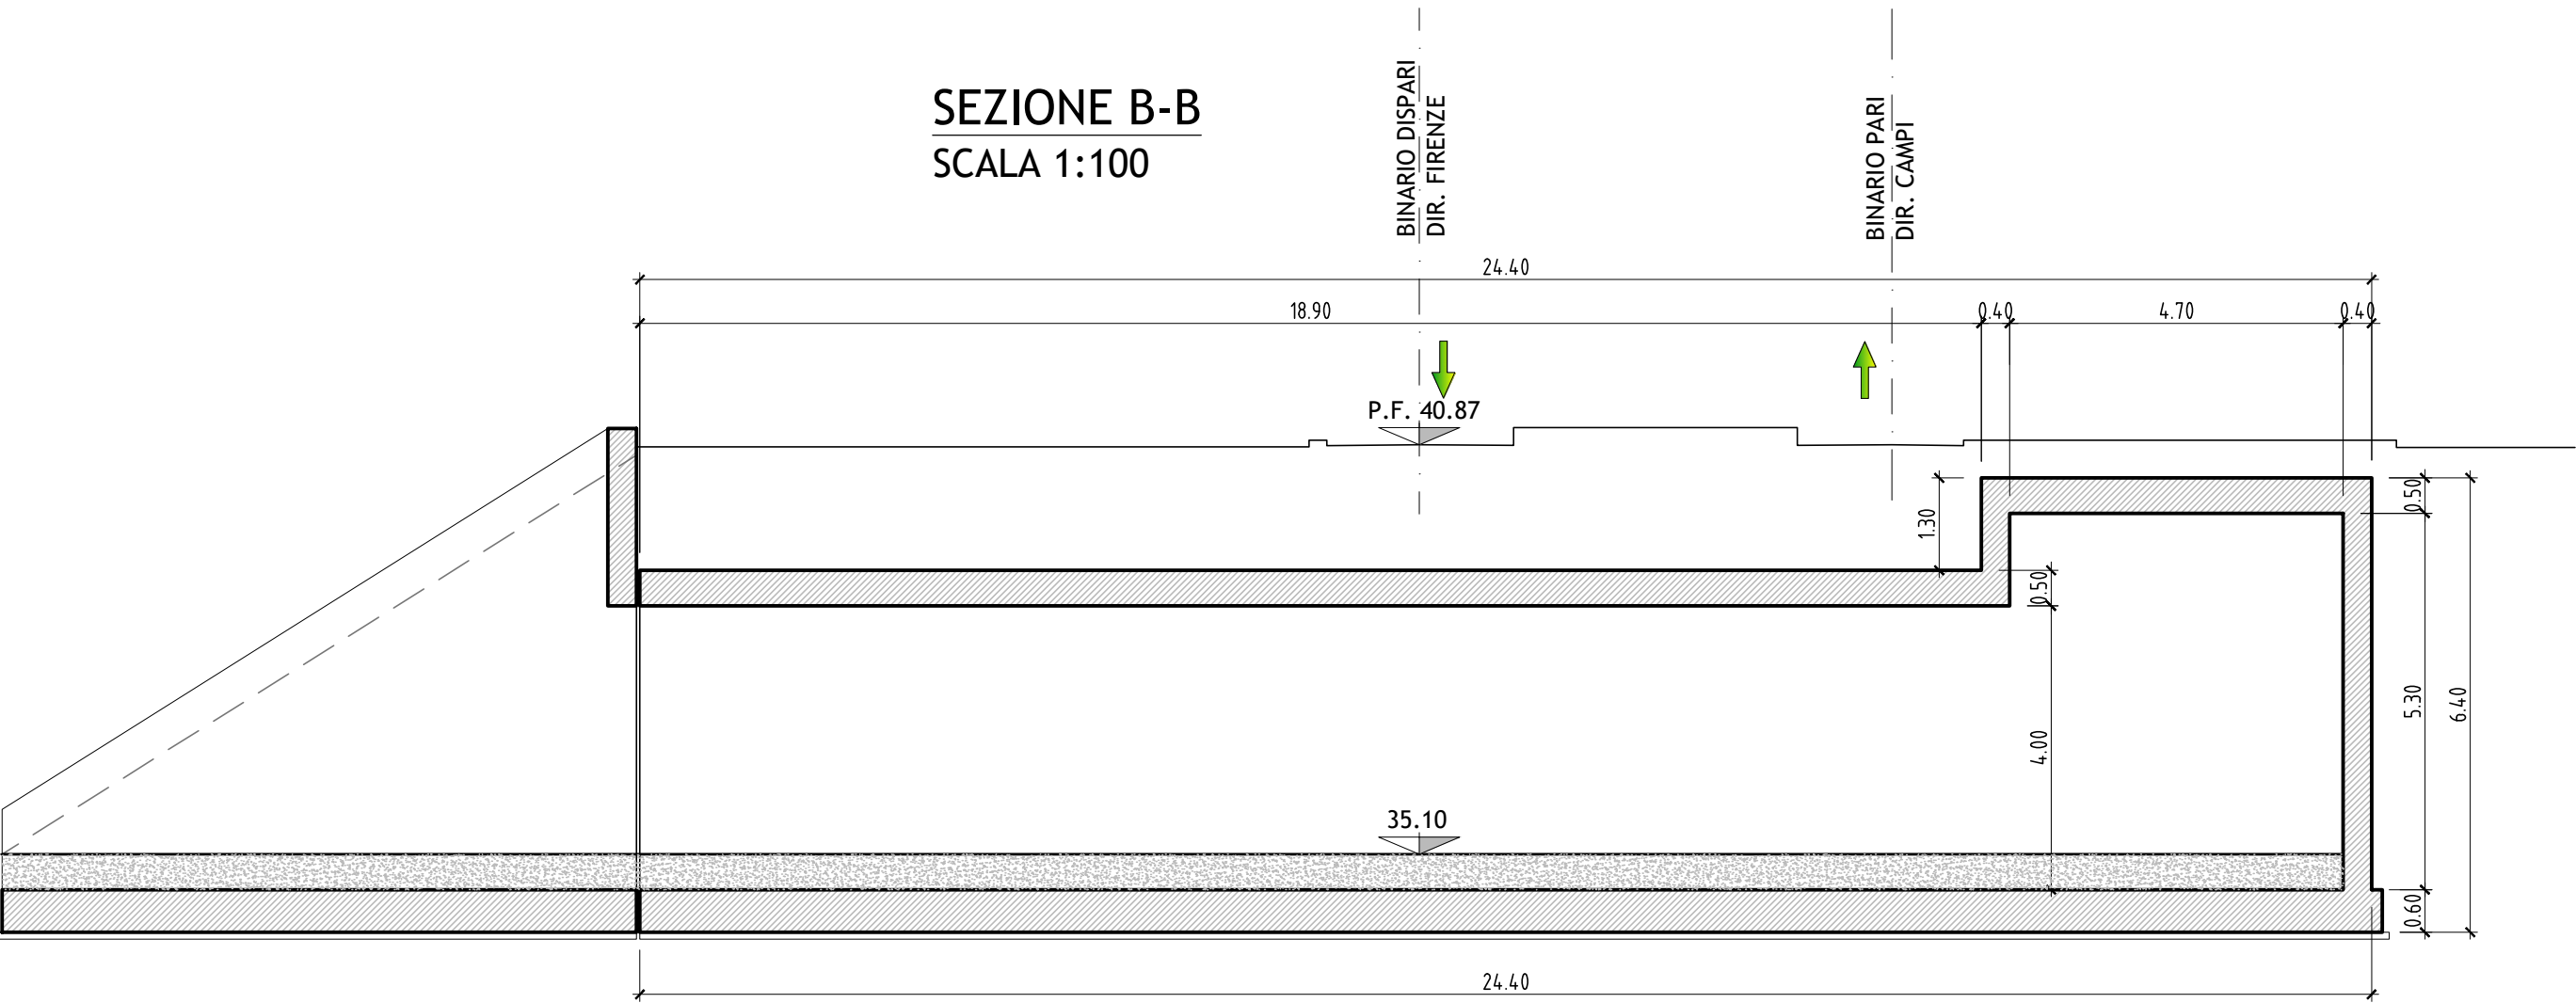 SEZIONE B-B
SCALA 1:100
BINARIO DISPARI
DIR. FIRENZE
BINARIO PARI
DIR. CAMPI
24.40
18.90
0.40
4.70
0.40
P.F. 40.87
1.30
0.50
0.50
4.00
5.30
6.40
35.10
0.60
24.40